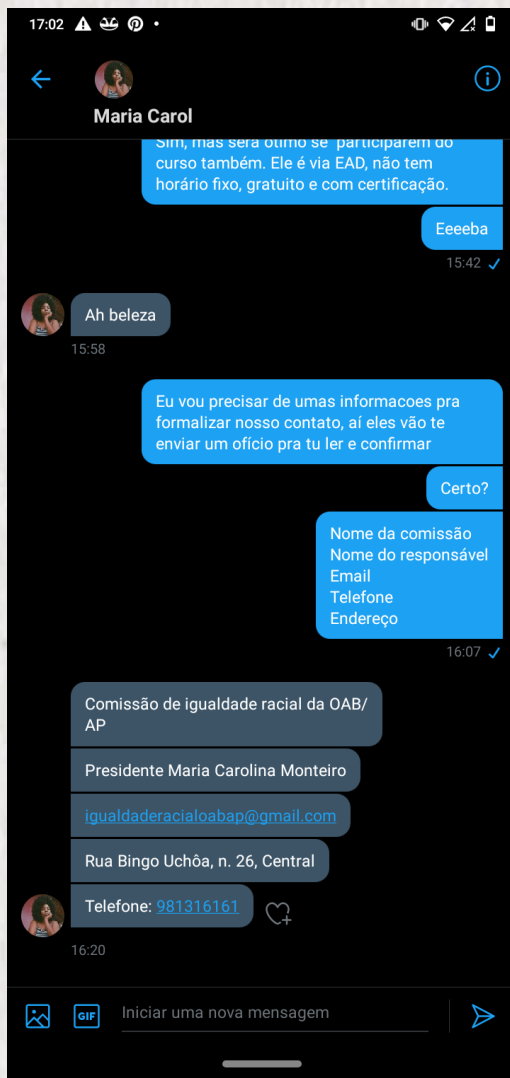 17:02
Maria Carol
Sim, mas será ótimo se participarem do
curso também. Ele é via EAD, não tem
horário fixo, gratuito e com certificação.
Eeeeba
15:42
Ah beleza
15:58
Eu vou precisar de umas informacoes pra
formalizar nosso contato, aí eles vão te
enviar um ofício pra tu ler e confirmar
Certo?
Nome da comissão
Nome do responsável
Email
Telefone
Endereço
16:07
Comissão de igualdade racial da OAB/
AP
Presidente Maria Carolina Monteiro
igualdaderacialoabap@gmail.com
Rua Bingo Uchôa, n. 26, Central
Telefone: 981316161
16:20
GIF
Iniciar uma nova mensagem